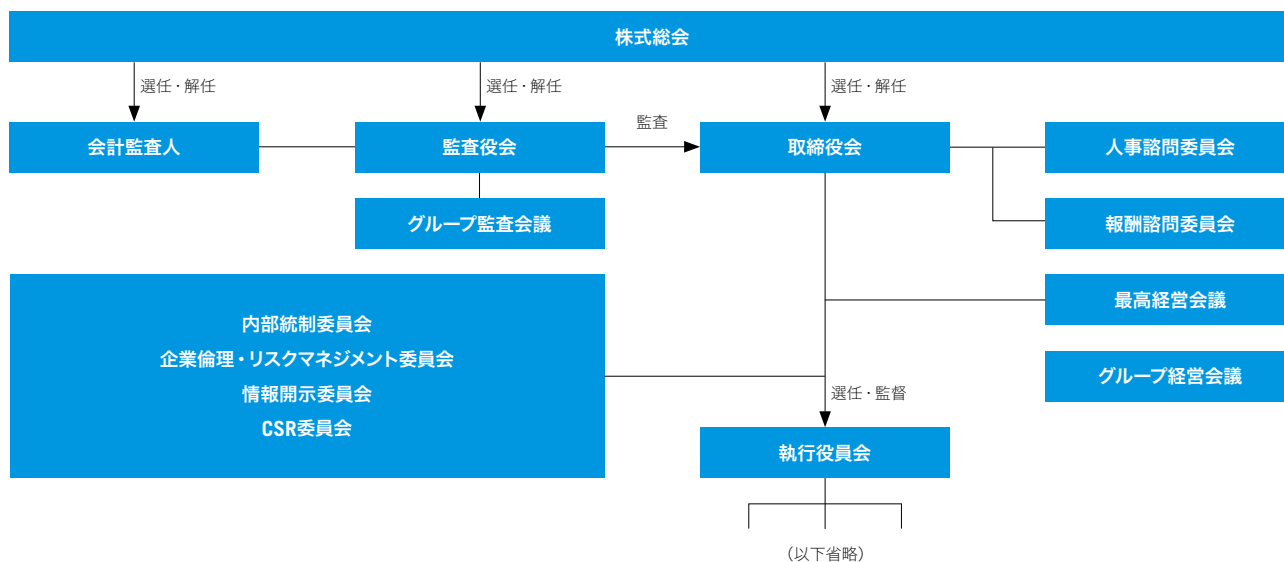 株式総会
選任・解任
選任・解任
選任・解任
会計監査人
監査役会
監査
取締役会
人事諮問委員会
グループ監査会議
報酬諮問委員会
内部統制委員会
企業倫理・リスクマネジメント委員会
情報開示委員会
CSR委員会
最高経営会議
グループ経営会議
選任・監督
執行役員会
（以下省略）